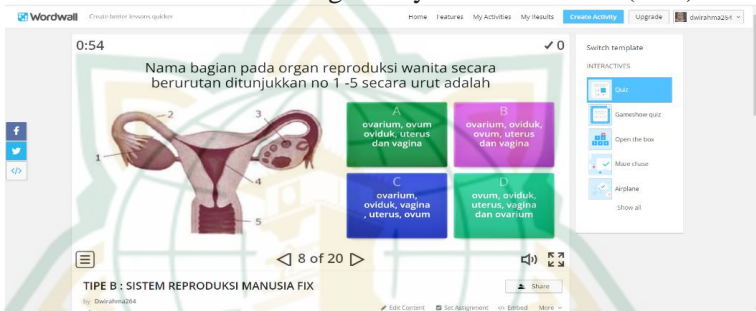 Wordwall Create better lessons quicker Home Features My Activities My Results Create Activity Upgrade dwirahma264
0:54 ✓ 0
Nama bagian pada organ reproduksi wanita secara
berurutan ditunjukkan no 1 -5 secara urut adalah
1
2
3
4
5
A
ovarium, ovum
oviduk, uterus
dan vagina
B
ovarium, oviduk,
ovum, uterus
dan vagina
C
ovarium,
oviduk, vagina
, uterus, ovum
D
ovum, oviduk,
uterus, vagina
dan ovarium
8 of 20
Switch template
INTERACTIVES
Quiz
Gameshow quiz
Open the box
Maze chase
Airplane
Show all
TIPE B : SISTEM REPRODUKSI MANUSIA FIX
Share
by Dwirahma264
Edit Content Set Assignment Embed More